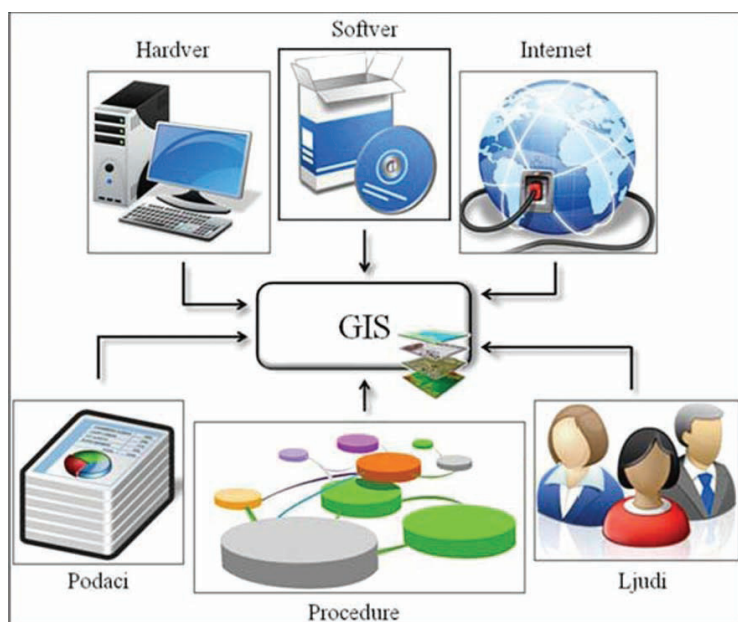 Hardver
Softver
Internet
GIS
Podaci
Procedure
Ljudi